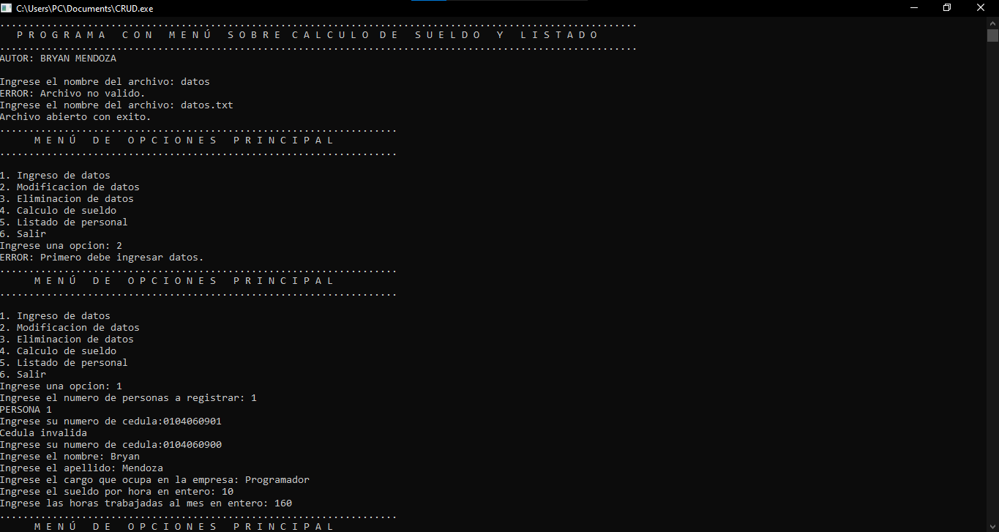 C:\Users\PC\Documents\CRUD.exe
.............................................................................................................
P R O G R A M A   C O N   M E N Ú   S O B R E  C A L C U L O  D E   S U E L D O   Y   L I S T A D O
.............................................................................................................
AUTOR: BRYAN MENDOZA
Ingrese el nombre del archivo: datos
ERROR: Archivo no valido.
Ingrese el nombre del archivo: datos.txt
Archivo abierto con exito.
....................................................................
M E N Ú   D E   O P C I O N E S   P R I N C I P A L
....................................................................
1. Ingreso de datos
2. Modificacion de datos
3. Eliminacion de datos
4. Calculo de sueldo
5. Listado de personal
6. Salir
Ingrese una opcion: 2
ERROR: Primero debe ingresar datos.
....................................................................
M E N Ú   D E   O P C I O N E S   P R I N C I P A L
....................................................................
1. Ingreso de datos
2. Modificacion de datos
3. Eliminacion de datos
4. Calculo de sueldo
5. Listado de personal
6. Salir
Ingrese una opcion: 1
Ingrese el numero de personas a registrar: 1
PERSONA 1
Ingrese su numero de cedula:0104060901
Cedula invalida
Ingrese su numero de cedula:0104060900
Ingrese el nombre: Bryan
Ingrese el apellido: Mendoza
Ingrese el cargo que ocupa en la empresa: Programador
Ingrese el sueldo por hora en entero: 10
Ingrese las horas trabajadas al mes en entero: 160
....................................................................
M E N Ú   D E   O P C I O N E S   P R I N C I P A L